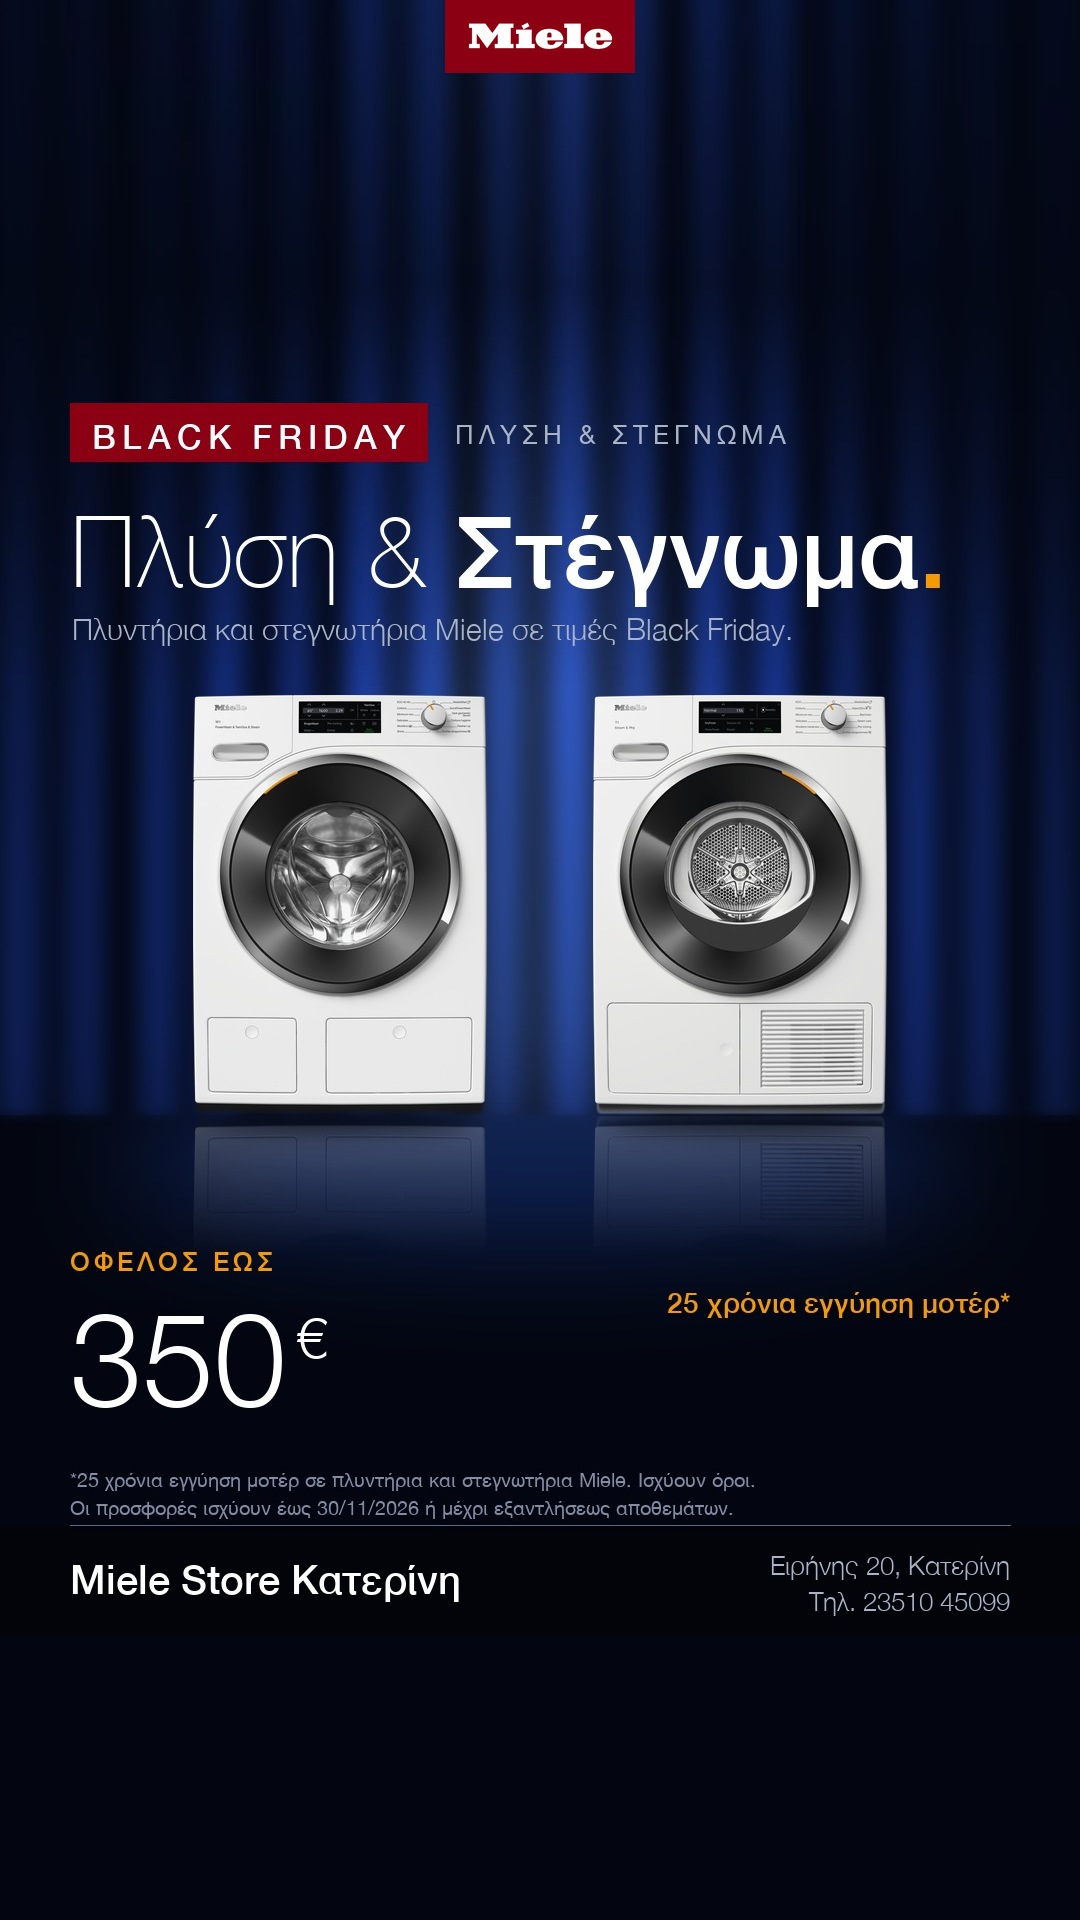 Miele
BLACK FRIDAY ΠΛΥΣΗ & ΣΤΕΓΝΩΜΑ
Πλύση & Στέγνωμα.
Πλυντήρια και στεγνωτήρια Miele σε τιμές Black Friday.
Miele
Miele
ΟΦΕΛΟΣ ΕΩΣ
350€
25 χρόνια εγγύηση μοτέρ*
*25 χρόνια εγγύηση μοτέρ σε πλυντήρια και στεγνωτήρια Miele. Ισχύουν όροι.
Οι προσφορές ισχύουν έως 30/11/2026 ή μέχρι εξαντλήσεως αποθεμάτων.
Miele Store Κατερίνη
Ειρήνης 20, Κατερίνη
Τηλ. 23510 45099